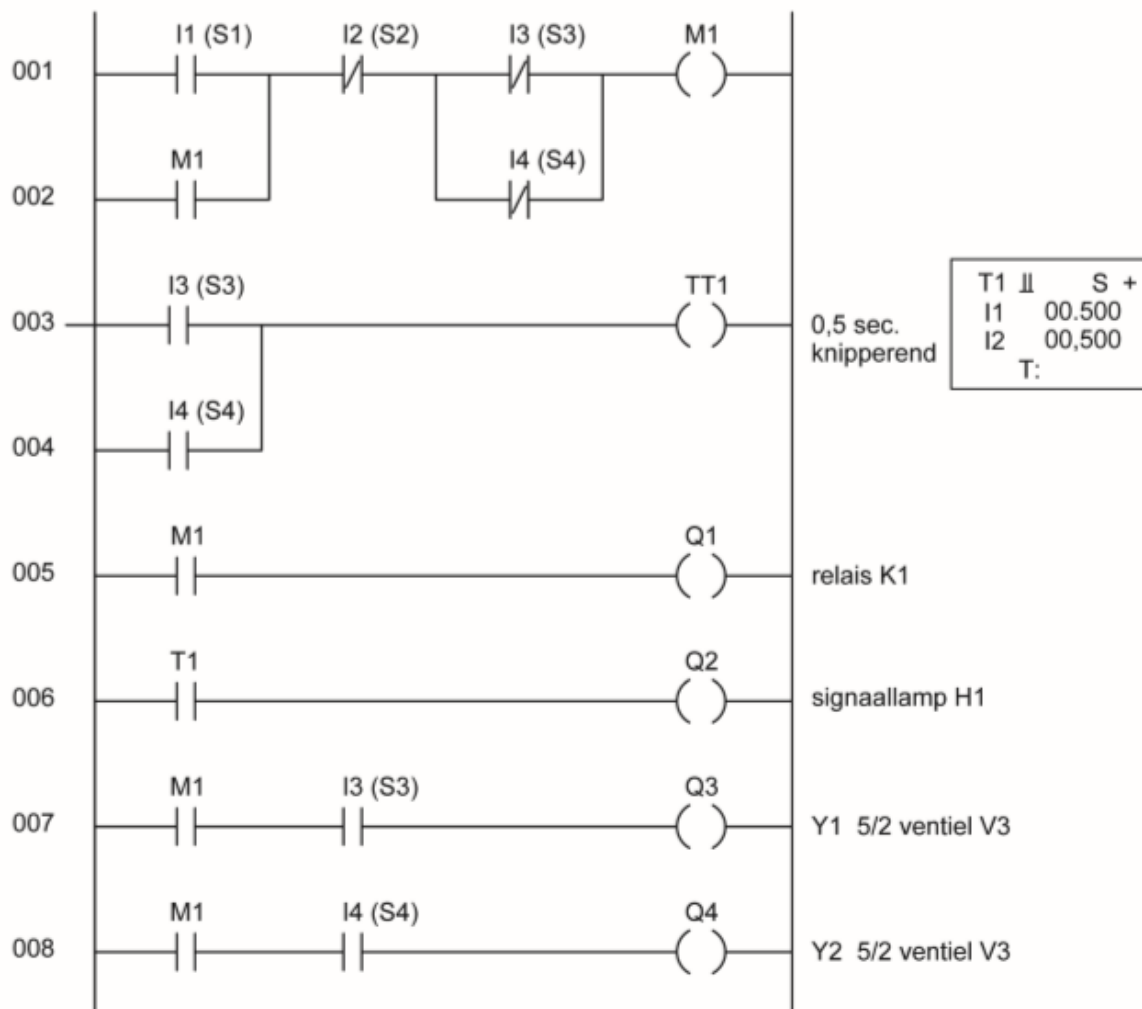 I1 (S1) I2 (S2) I3 (S3) M1
001
M1 I4 (S4)
002
I3 (S3) TT1
003
0,5 sec.
knipperend
T1 ⫫ S +
I1 00.500
I2 00,500
T:
I4 (S4)
004
M1 Q1
005 relais K1
T1 Q2
006 signaallamp H1
M1 I3 (S3) Q3
007 Y1 5/2 ventiel V3
M1 I4 (S4) Q4
008 Y2 5/2 ventiel V3